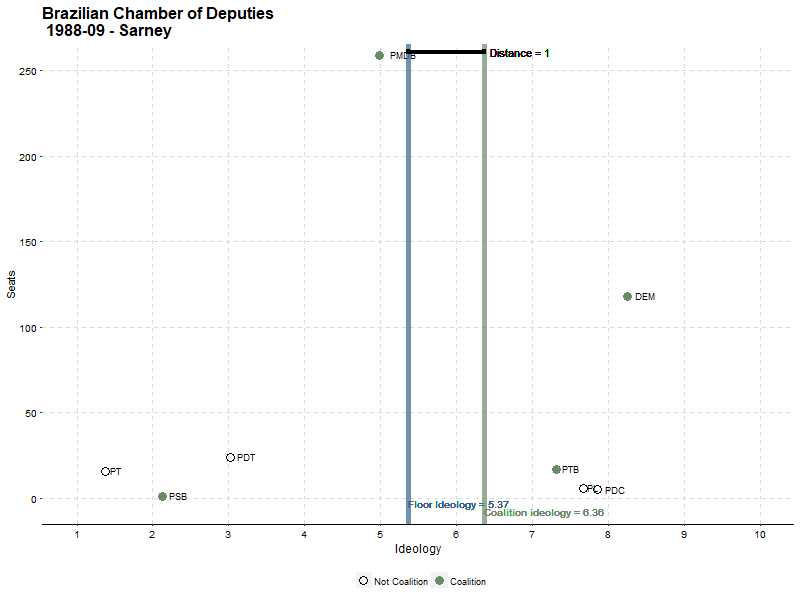 Brazilian Chamber of Deputies
1988-09 - Sarney
PMDB
Distance = 1
250
200
150
Seats
DEM
100
50
PDT
PT
PTB
PSB
PL
PDC
0
Floor Ideology = 5.37
Coalition ideology = 6.36
1 2 3 4 5 6 7 8 9 10
Ideology
Not Coalition Coalition